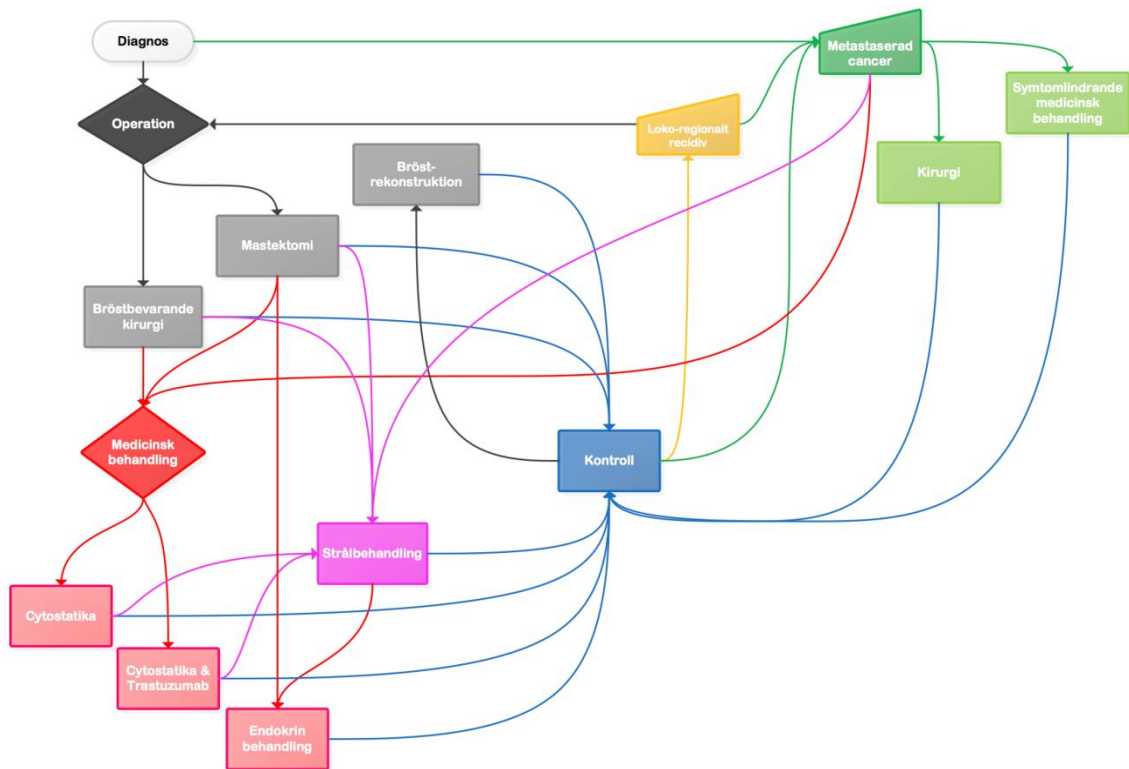 Diagnos
Metastaserad
cancer
Symtomlindrande
medicinsk
behandling
Operation
Loko-regionalt
recidiv
Bröst-
rekonstruktion
Kirurgi
Mastektomi
Bröstbevarande
kirurgi
Medicinsk
behandling
Kontroll
Strålbehandling
Cytostatika
Cytostatika &
Trastuzumab
Endokrin
behandling